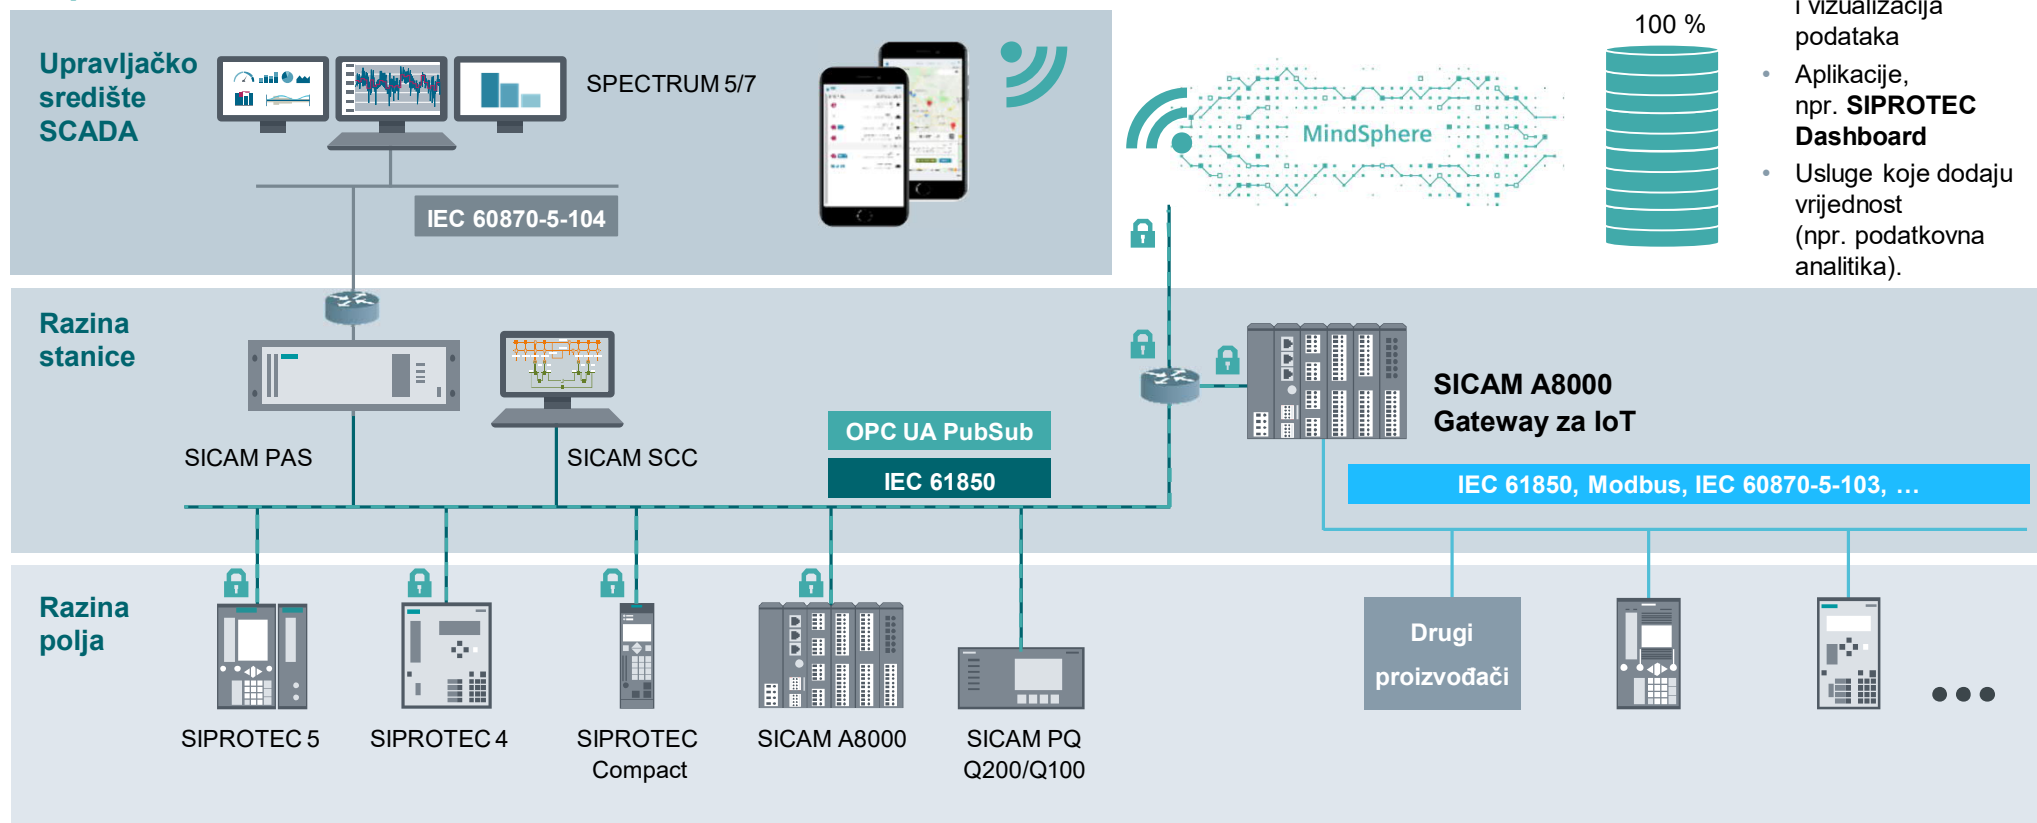 Upravljačko
središte
SCADA
SPECTRUM 5/7
IEC 60870-5-104
MindSphere
100 %
i vizualizacija
podataka
• Aplikacije,
npr. SIPROTEC
Dashboard
• Usluge koje dodaju
vrijednost
(npr. podatkovna
analitika).
Razina
stanice
SICAM PAS
SICAM SCC
OPC UA PubSub
IEC 61850
SICAM A8000
Gateway za IoT
IEC 61850, Modbus, IEC 60870-5-103, …
Razina
polja
SIPROTEC 5
SIPROTEC 4
SIPROTEC
Compact
SICAM A8000
SICAM PQ
Q200/Q100
Drugi
proizvođači